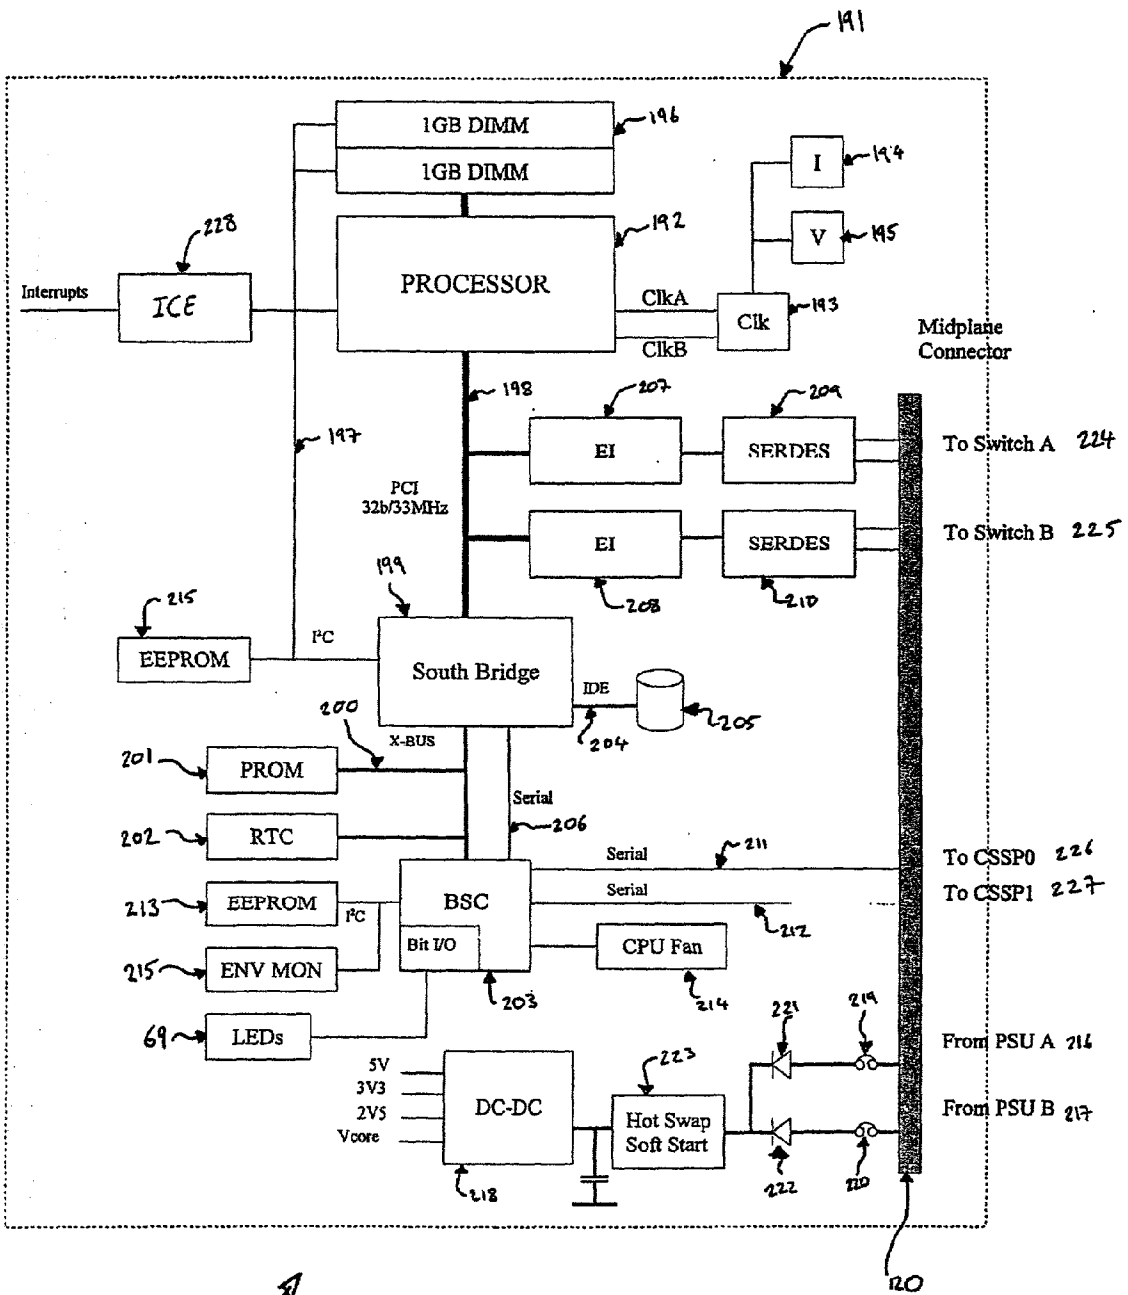 191
1GB DIMM
196
1GB DIMM
I
194
228
192
V
195
PROCESSOR
Interrupts
ICE
ClkA
Clk
193
ClkB
Midplane
Connector
198
207
209
197
EI
SERDES
To Switch A 224
PCI
32b/33MHz
EI
SERDES
To Switch B 225
199
208
210
215
I²C
EEPROM
South Bridge
IDE
200
204
205
X-BUS
201
PROM
Serial
202
RTC
206
Serial
211
To CSSP0 226
213
EEPROM
I²C
BSC
Serial
To CSSP1 227
212
Bit I/O
CPU Fan
215
ENV MON
203
214
69
LEDs
221
219
From PSU A 216
223
5V
3V3
2V5
Vcore
DC-DC
Hot Swap
Soft Start
From PSU B 217
218
222
220
120